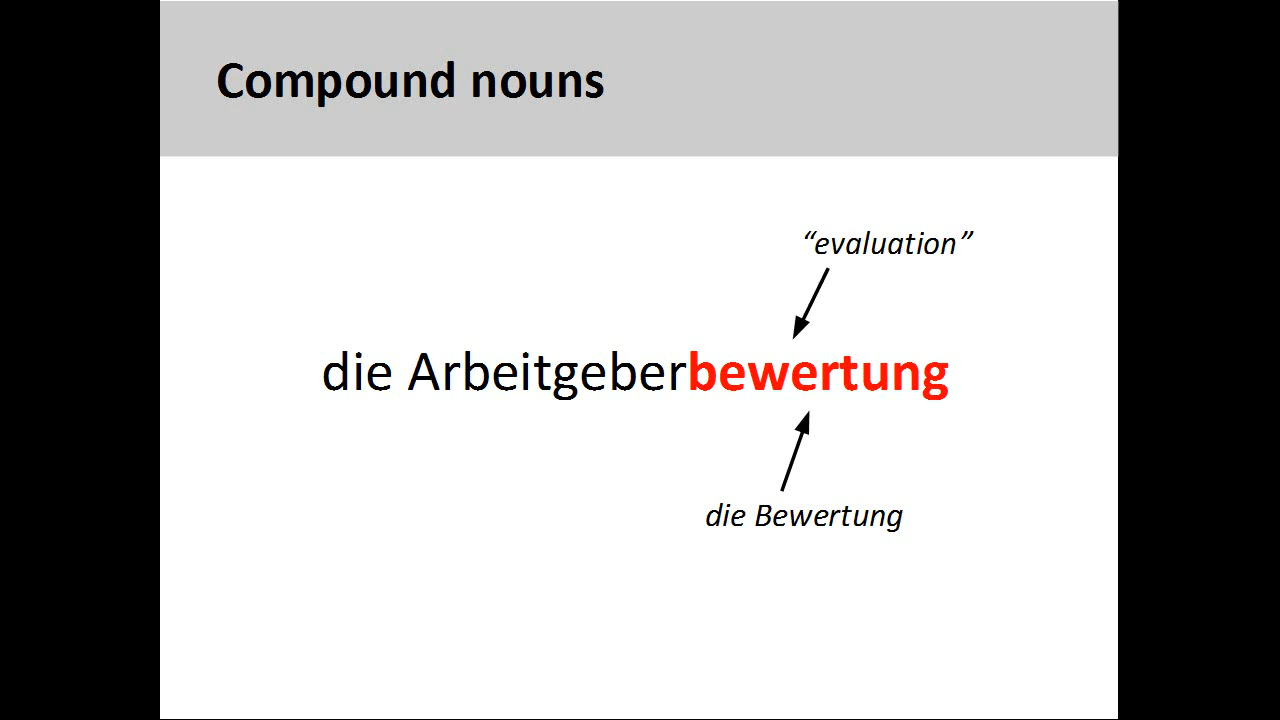 Compound nouns
“evaluation”
die Arbeitgeberbewertung
die Bewertung